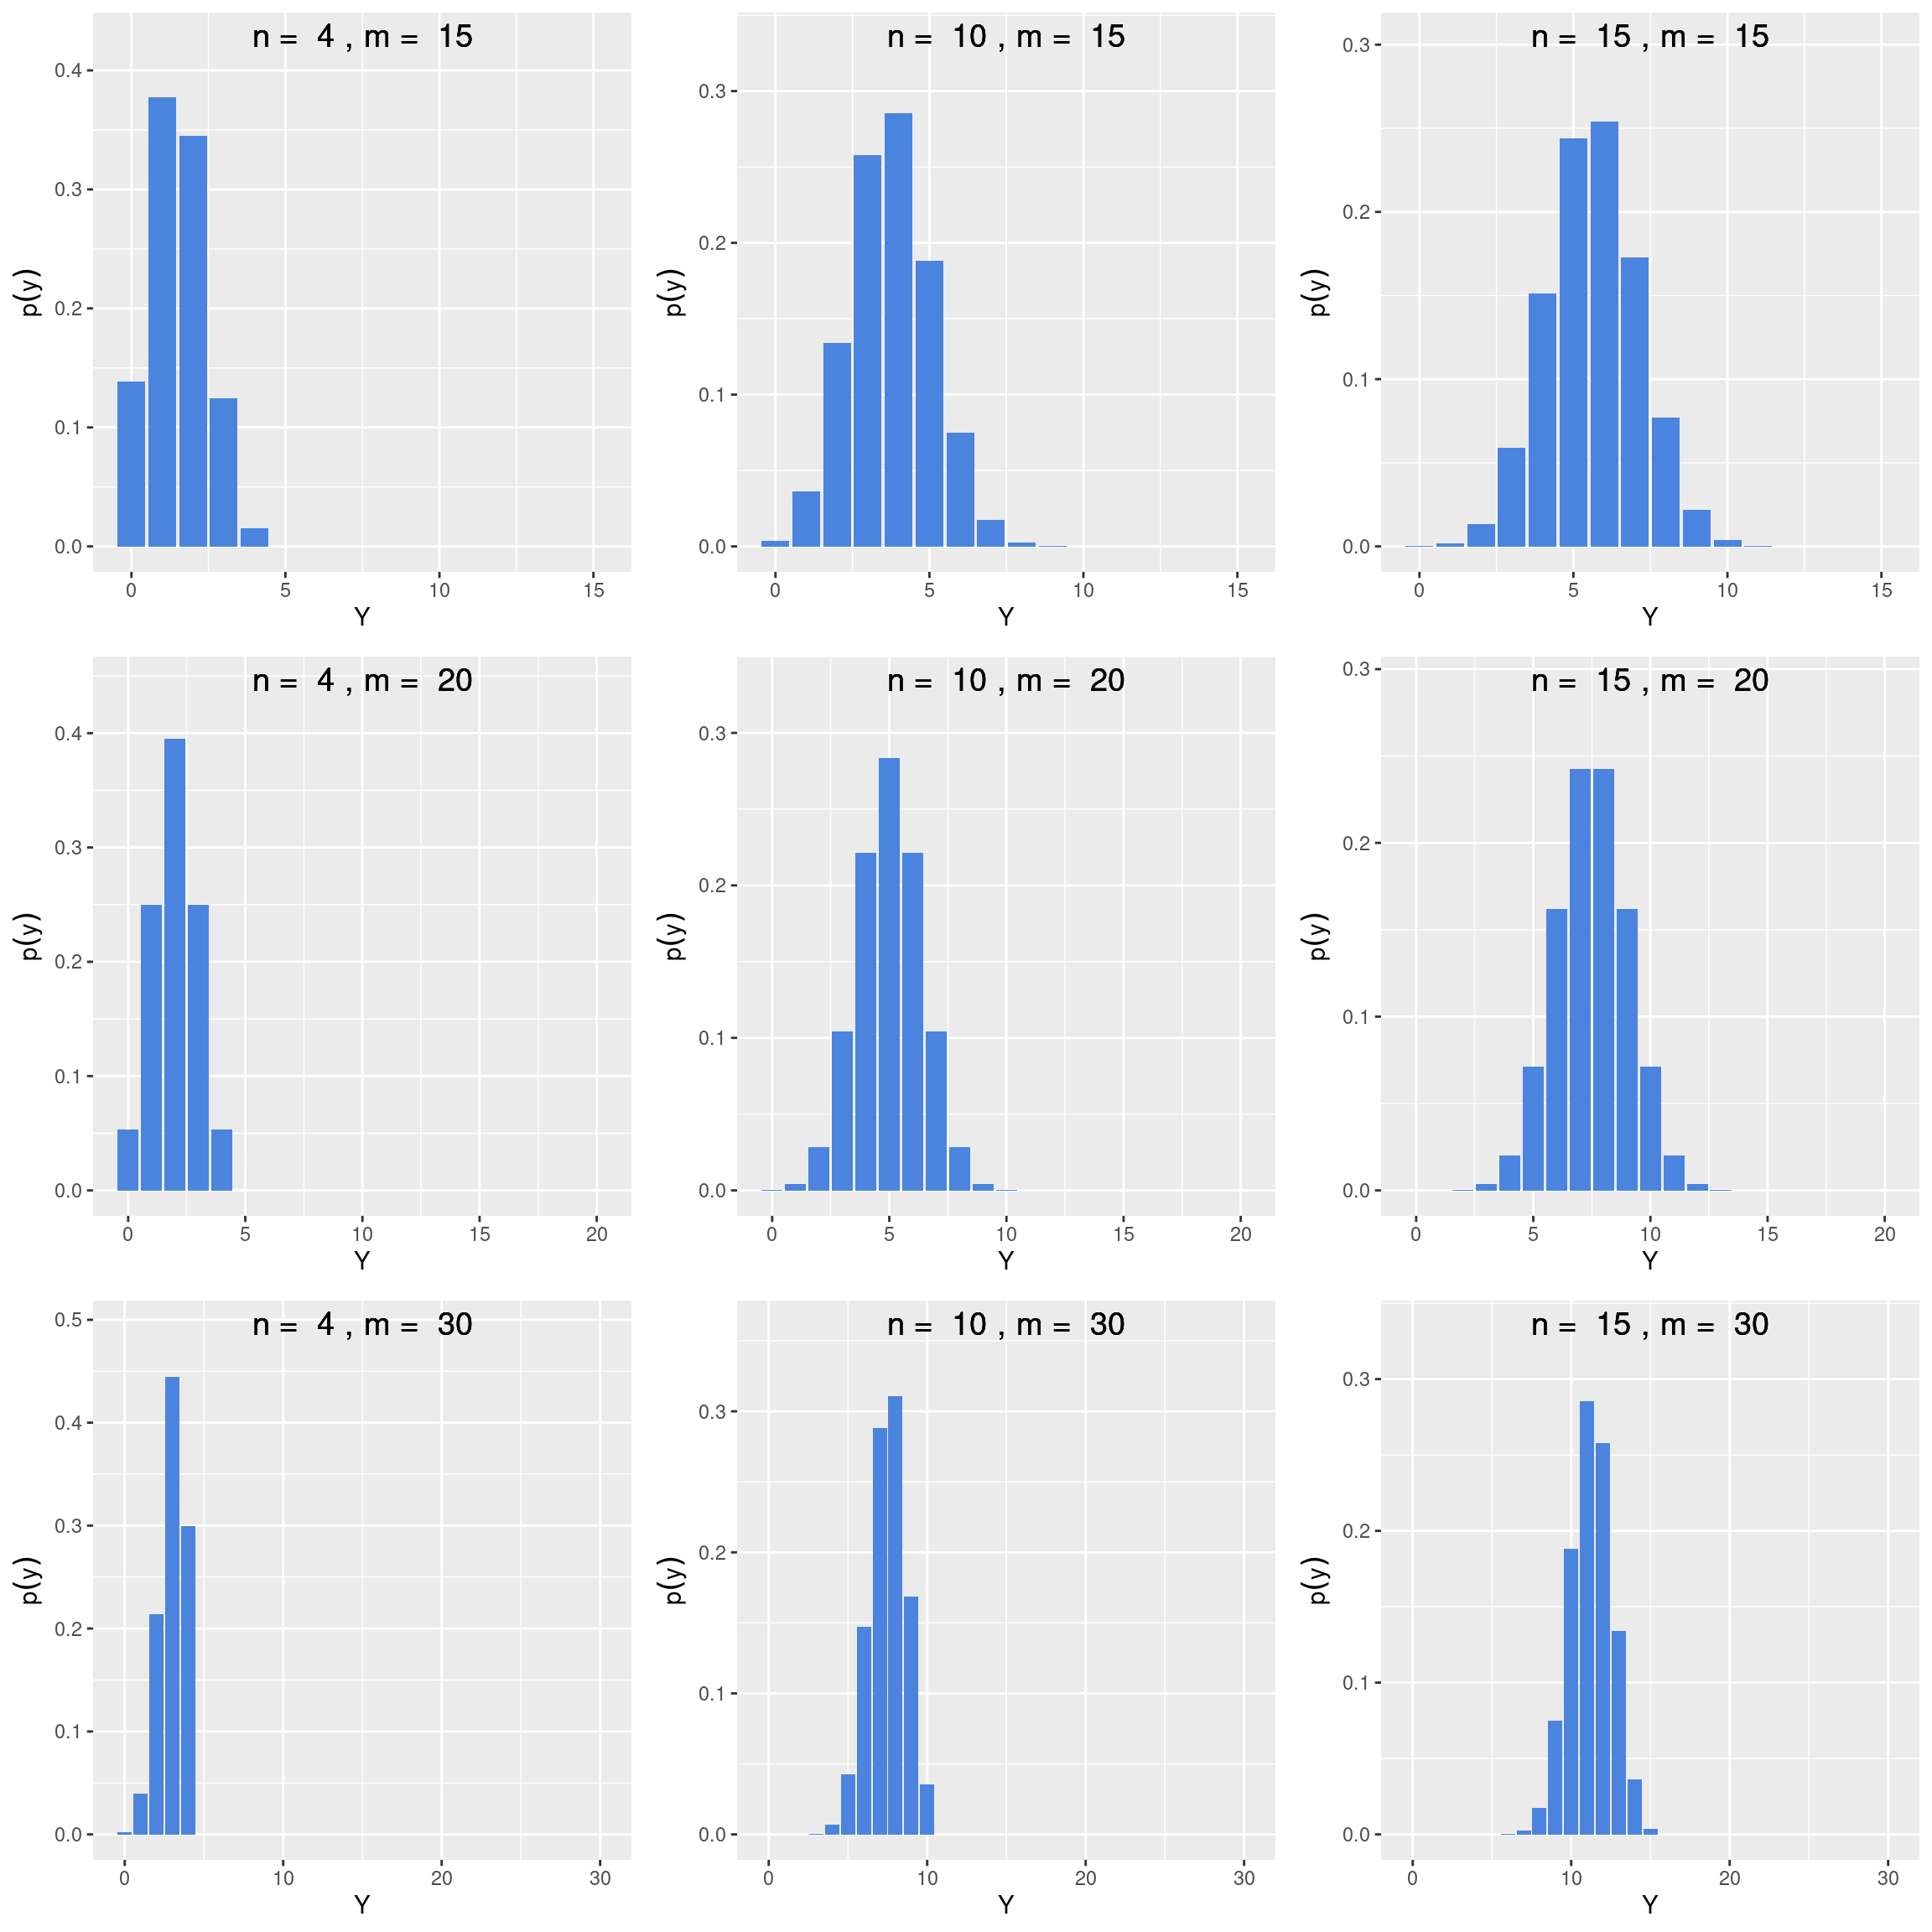 n = 4 , m = 15
p(y)
0.4
0.3
0.2
0.1
0.0
0 5 10 15
Y
n = 10 , m = 15
p(y)
0.3
0.2
0.1
0.0
0 5 10 15
Y
n = 15 , m = 15
p(y)
0.3
0.2
0.1
0.0
0 5 10 15
Y
n = 4 , m = 20
p(y)
0.4
0.3
0.2
0.1
0.0
0 5 10 15 20
Y
n = 10 , m = 20
p(y)
0.3
0.2
0.1
0.0
0 5 10 15 20
Y
n = 15 , m = 20
p(y)
0.3
0.2
0.1
0.0
0 5 10 15 20
Y
n = 4 , m = 30
p(y)
0.5
0.4
0.3
0.2
0.1
0.0
0 10 20 30
Y
n = 10 , m = 30
p(y)
0.3
0.2
0.1
0.0
0 10 20 30
Y
n = 15 , m = 30
p(y)
0.3
0.2
0.1
0.0
0 10 20 30
Y